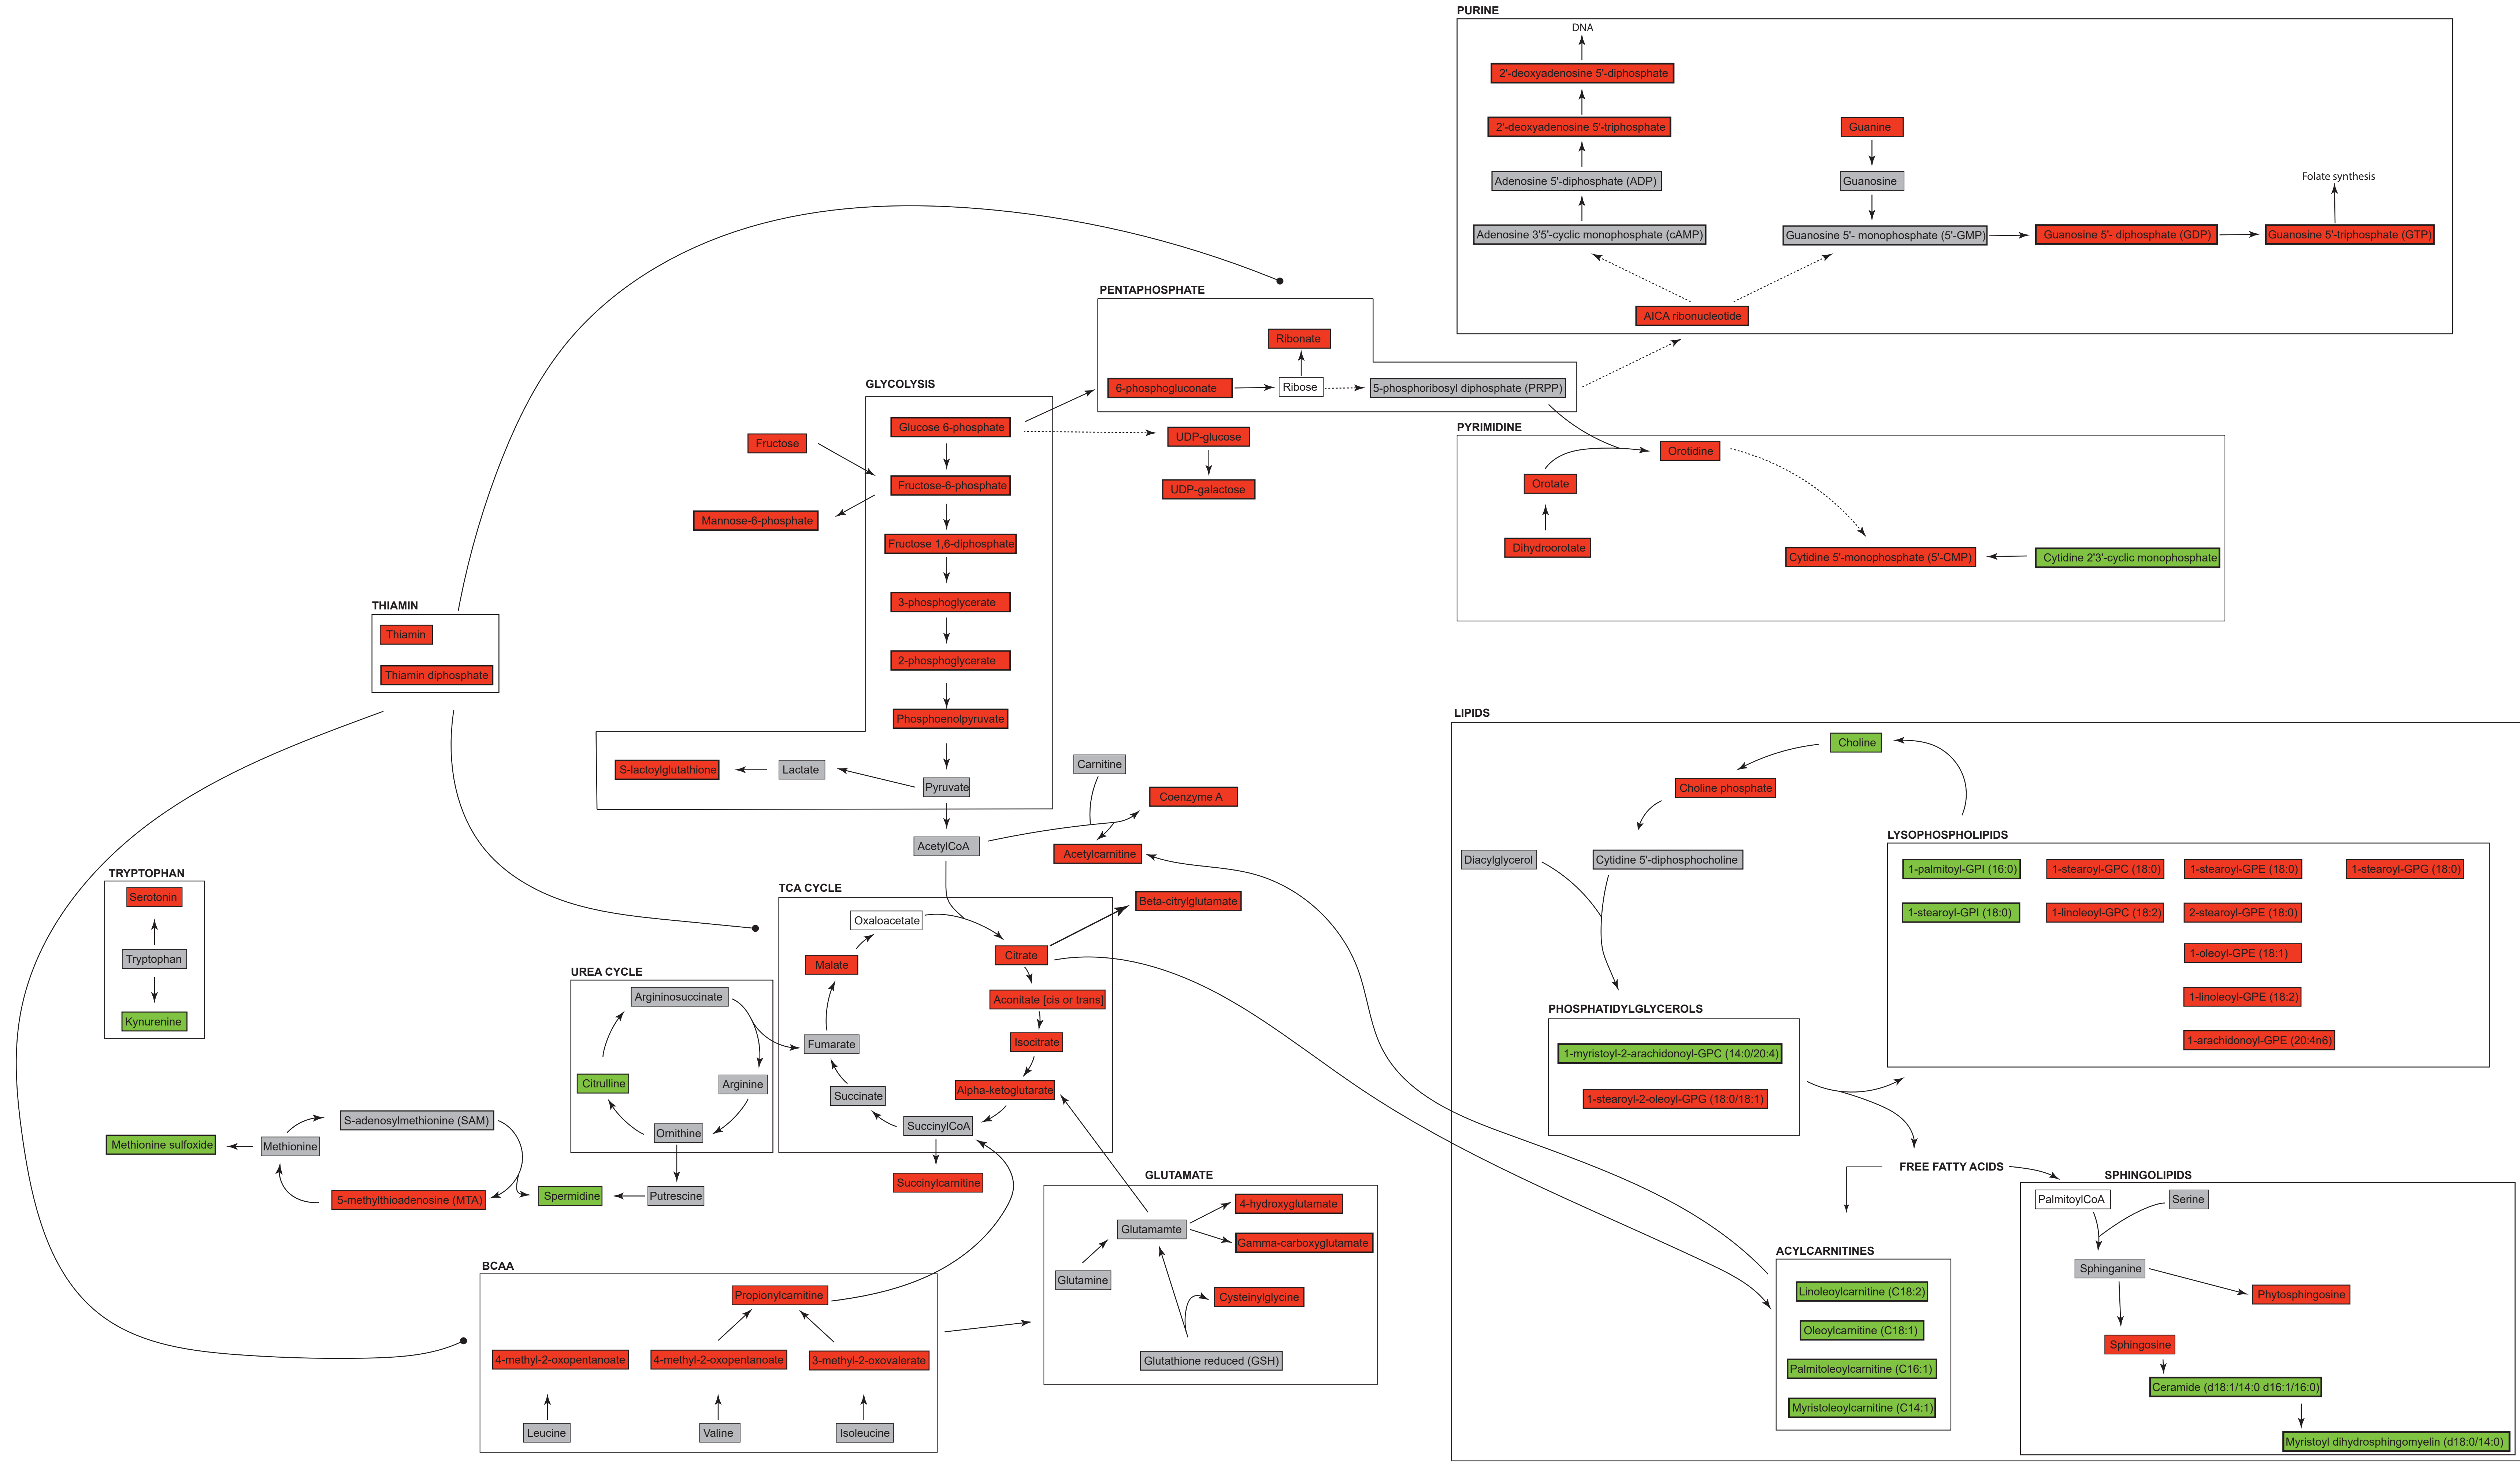 PURINE
DNA
2'-deoxyadenosine 5'-diphosphate
2'-deoxyadenosine 5'-triphosphate
Guanine
Adenosine 5'-diphosphate (ADP)
Guanosine
Folate synthesis
Adenosine 3'5'-cyclic monophosphate (cAMP)
Guanosine 5'- monophosphate (5'-GMP)
Guanosine 5'- diphosphate (GDP)
Guanosine 5'-triphosphate (GTP)
AICA ribonucleotide
PENTAPHOSPHATE
Ribonate
6-phosphogluconate
Ribose
5-phosphoribosyl diphosphate (PRPP)
GLYCOLYSIS
Glucose 6-phosphate
Fructose
UDP-glucose
Fructose-6-phosphate
UDP-galactose
Mannose-6-phosphate
Fructose 1,6-diphosphate
3-phosphoglycerate
2-phosphoglycerate
Phosphoenolpyruvate
S-lactoylglutathione
Lactate
Pyruvate
PYRIMIDINE
Orotidine
Orotate
Dihydroorotate
Cytidine 5'-monophosphate (5'-CMP)
Cytidine 2'3'-cyclic monophosphate
THIAMIN
Thiamin
Thiamin diphosphate
Carnitine
Coenzyme A
AcetylCoA
Acetylcarnitine
TRYPTOPHAN
Serotonin
Tryptophan
Kynurenine
TCA CYCLE
Oxaloacetate
Beta-citrylglutamate
Citrate
Malate
Aconitate [cis or trans]
Isocitrate
Fumarate
Alpha-ketoglutarate
Succinate
SuccinylCoA
Succinylcarnitine
UREA CYCLE
Argininosuccinate
Citrulline
Arginine
Ornithine
S-adenosylmethionine (SAM)
Methionine sulfoxide
Methionine
5-methylthioadenosine (MTA)
Spermidine
Putrescine
GLUTAMATE
4-hydroxyglutamate
Glutamamte
Gamma-carboxyglutamate
Glutamine
Cysteinylglycine
Glutathione reduced (GSH)
BCAA
Propionylcarnitine
4-methyl-2-oxopentanoate
4-methyl-2-oxopentanoate
3-methyl-2-oxovalerate
Leucine
Valine
Isoleucine
LIPIDS
Choline
Choline phosphate
Diacylglycerol
Cytidine 5'-diphosphocholine
LYSOPHOSPHOLIPIDS
1-palmitoyl-GPI (16:0)
1-stearoyl-GPC (18:0)
1-stearoyl-GPE (18:0)
1-stearoyl-GPG (18:0)
1-stearoyl-GPI (18:0)
1-linoleoyl-GPC (18:2)
2-stearoyl-GPE (18:0)
1-oleoyl-GPE (18:1)
1-linoleoyl-GPE (18:2)
1-arachidonoyl-GPE (20:4n6)
PHOSPHATIDYLGLYCEROLS
1-myristoyl-2-arachidonoyl-GPC (14:0/20:4)
1-stearoyl-2-oleoyl-GPG (18:0/18:1)
FREE FATTY ACIDS
SPHINGOLIPIDS
PalmitoylCoA
Serine
Sphinganine
Phytosphingosine
Sphingosine
Ceramide (d18:1/14:0 d16:1/16:0)
Myristoyl dihydrosphingomyelin (d18:0/14:0)
ACYLCARNITINES
Linoleoylcarnitine (C18:2)
Oleoylcarnitine (C18:1)
Palmitoleoylcarnitine (C16:1)
Myristoleoylcarnitine (C14:1)